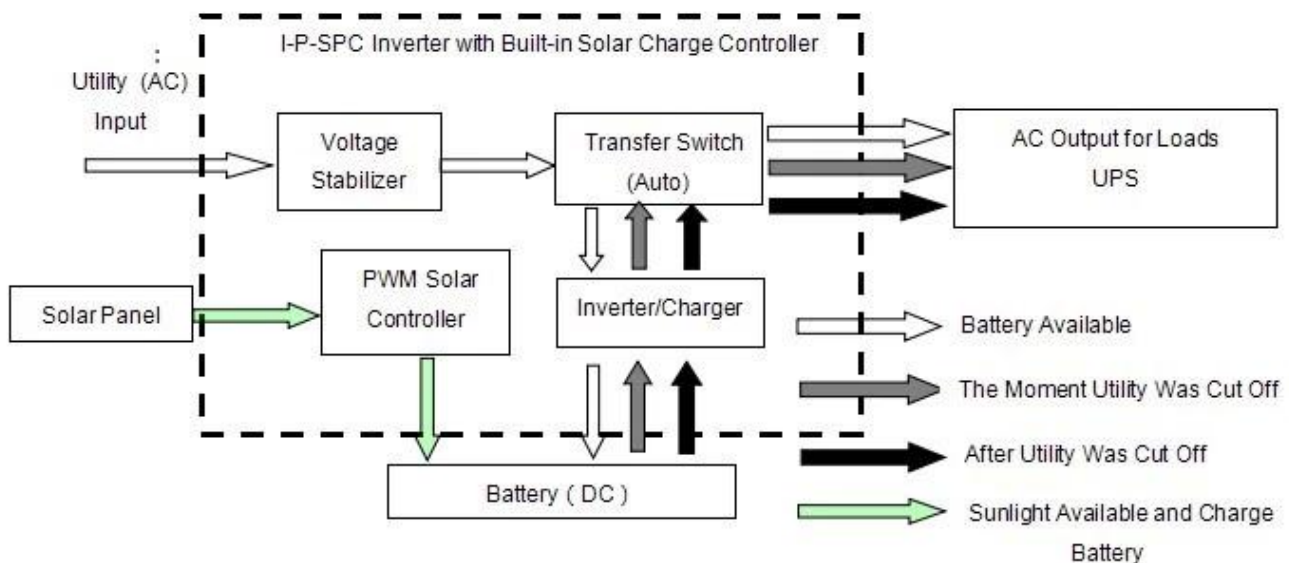 I-P-SPC Inverter with Built-in Solar Charge Controller
:
Utility (AC)
Input
Voltage
Stabilizer
Transfer Switch
(Auto)
AC Output for Loads
UPS
Solar Panel
PWM Solar
Controller
Inverter/Charger
Battery ( DC )
Battery Available
The Moment Utility Was Cut Off
After Utility Was Cut Off
Sunlight Available and Charge
Battery